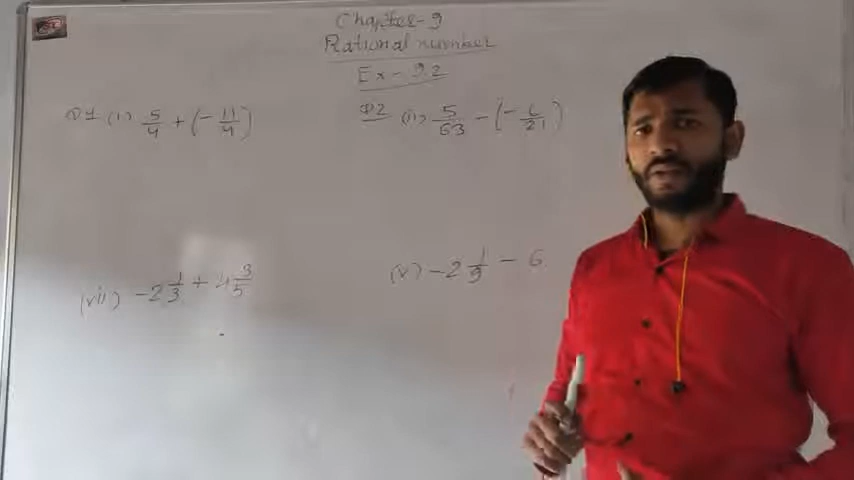 Chapter-9
Rational number
Ex-9.2
Q1 (i) 5/4 + (-11/4)
Q2 (ii) 5/63 - (-6/21)
(vii) -2 1/3 + 4 3/5
(v) -2 1/9 - 6